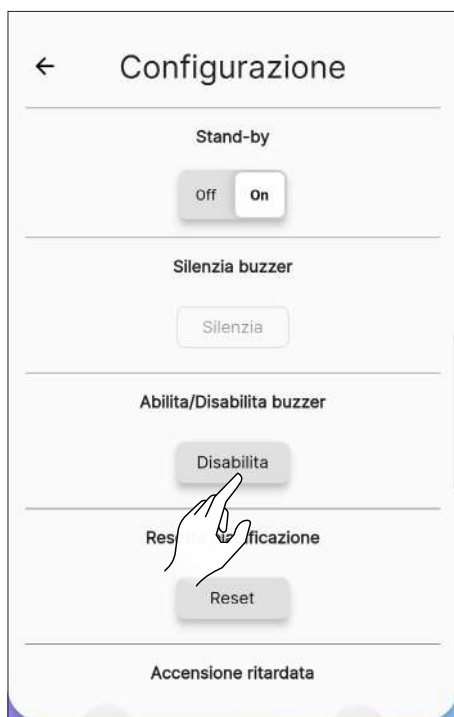 Configurazione
Stand-by
Off On
Silenzia buzzer
Silenzia
Abilita/Disabilita buzzer
Disabilita
Reset
Accensione ritardata